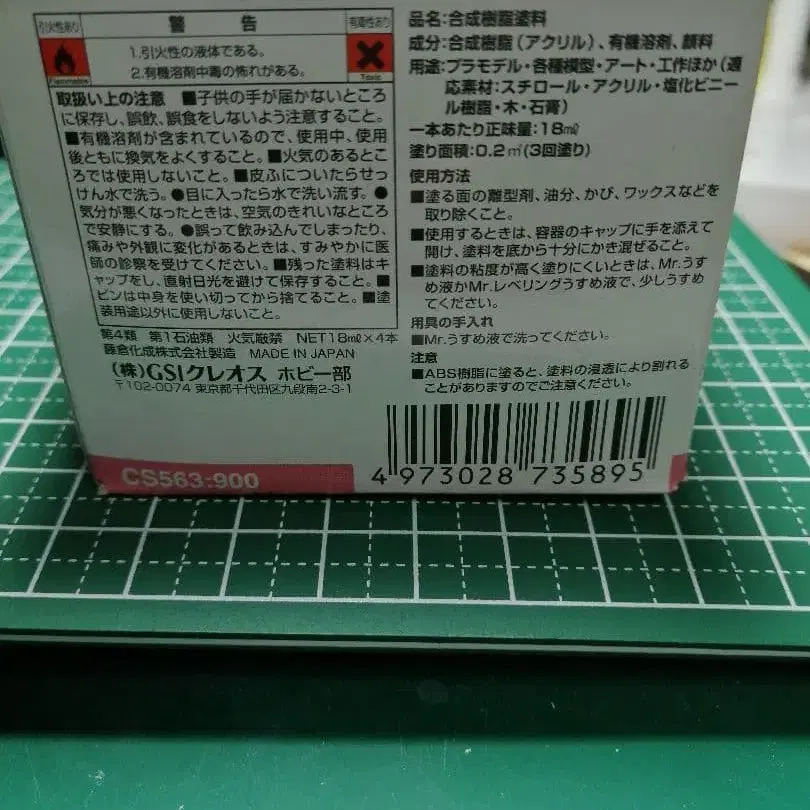 引火性あり
警 告
有毒性あり
1.引火性の液体である。
2.有機溶剤中毒の怖れがある。
Flammable
Toxic
取扱い上の注意 ■子供の手が届かないところ
に保存し、誤飲、誤食をしないよう注意すること。
■有機溶剤が含まれているので、使用中、使用
後ともに換気をよくすること。■火気のあるとこ
ろでは使用しないこと。■皮ふについたらせっ
けん水で洗う。●目に入ったら水で洗い流す。●
気分が悪くなったときは、空気のきれいなところ
で安静にする。●誤って飲み込んでしまったり、
痛みや外観に変化があるときは、すみやかに医
師の診察を受けてください。■残った塗料はキ
ャップをし、直射日光を避けて保存すること。■
ビンは中身を使い切ってから捨てること。■塗
装用途以外に使用しないこと。
第4類 第1石油類 火気厳禁 NET18ml×4本
藤倉化成株式会社製造 MADE IN JAPAN
(株)GSIクレオス ホビー部
〒102-0074 東京都千代田区九段南2-3-1
CS563:900
品名:合成樹脂塗料
成分:合成樹脂(アクリル)、有機溶剤、顔料
用途:プラモデル・各種模型・アート・工作ほか(適
応素材:スチロール・アクリル・塩化ビニー
ル樹脂・木・石膏)
一本あたり正味量:18ml
塗り面積:0.2㎡(3回塗り)
使用方法
■塗る面の離型剤、油分、かび、ワックスなどを
取り除くこと。
■使用するときは、容器のキャップに手を添えて
開け、塗料を底から十分にかき混ぜること。
■塗料の粘度が高く塗りにくいときは、Mr.うす
め液かMr.レベリングうすめ液で、少しうすめ
てください。
用具の手入れ
■Mr.うすめ液で洗ってください。
注意
■ABS樹脂に塗ると、塗料の浸透により割れる
ことがありますのでご注意ください。
4 973028 735895